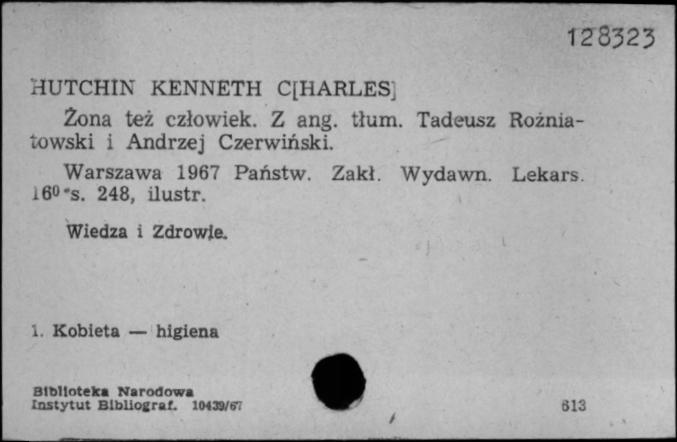 128323
HUTCHIN KENNETH C[HARLES]
Żona też człowiek. Z ang. tłum. Tadeusz Rożnia-
towski i Andrzej Czerwiński.
Warszawa 1967 Państw. Zakł. Wydawn. Lekars.
16⁰ s. 248, ilustr.
Wiedza i Zdrowie.
1. Kobieta — higiena
Biblioteka Narodowa
Instytut Bibliograf. 10439/67
613